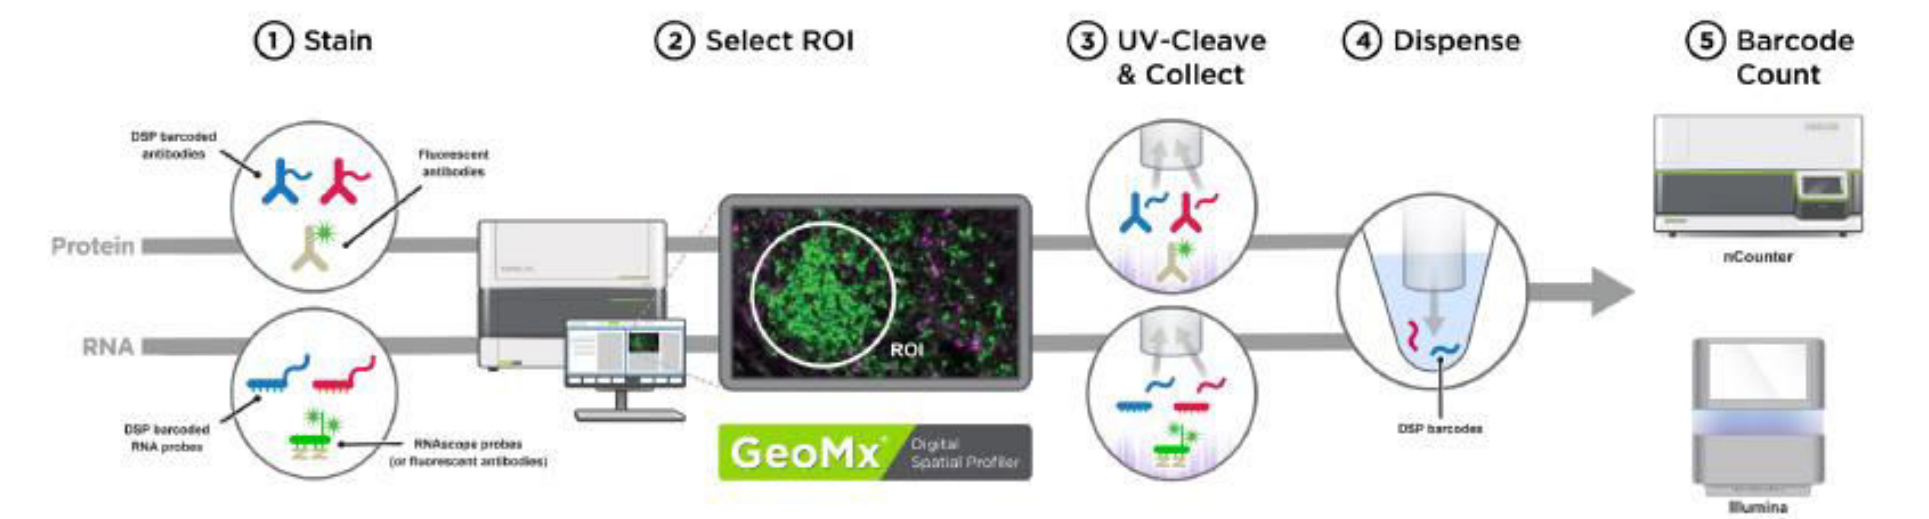 1 Stain
2 Select ROI
3 UV-Cleave
& Collect
4 Dispense
5 Barcode
Count
DSP barcoded
antibodies
Fluorescent
antibodies
Protein
RNA
DSP barcoded
RNA probes
RNAscope probes
(or fluorescent antibodies)
ROI
GeoMx® Digital
Spatial Profiler
DSP barcodes
nCounter
Illumina